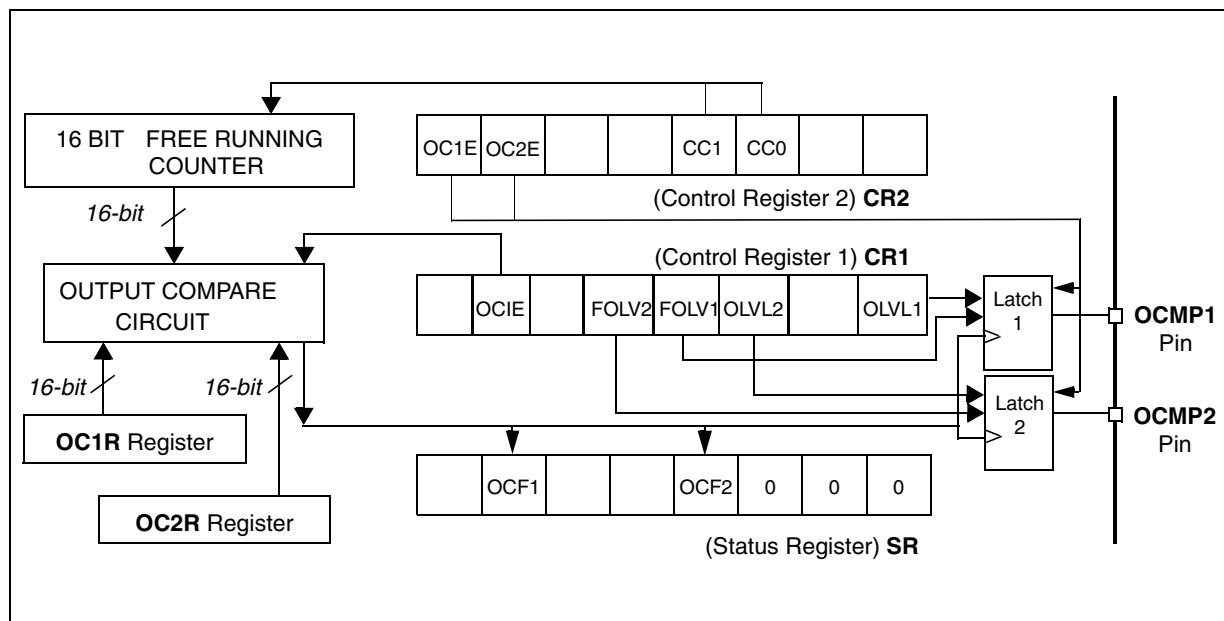 16 BIT FREE RUNNING
COUNTER
OC1E OC2E CC1 CC0
(Control Register 2) CR2
16-bit
(Control Register 1) CR1
OUTPUT COMPARE
CIRCUIT
OCIE FOLV2 FOLV1 OLVL2 OLVL1
Latch
1
OCMP1
Pin
16-bit 16-bit
Latch
2
OCMP2
Pin
OC1R Register
OCF1 OCF2 0 0 0
OC2R Register
(Status Register) SR